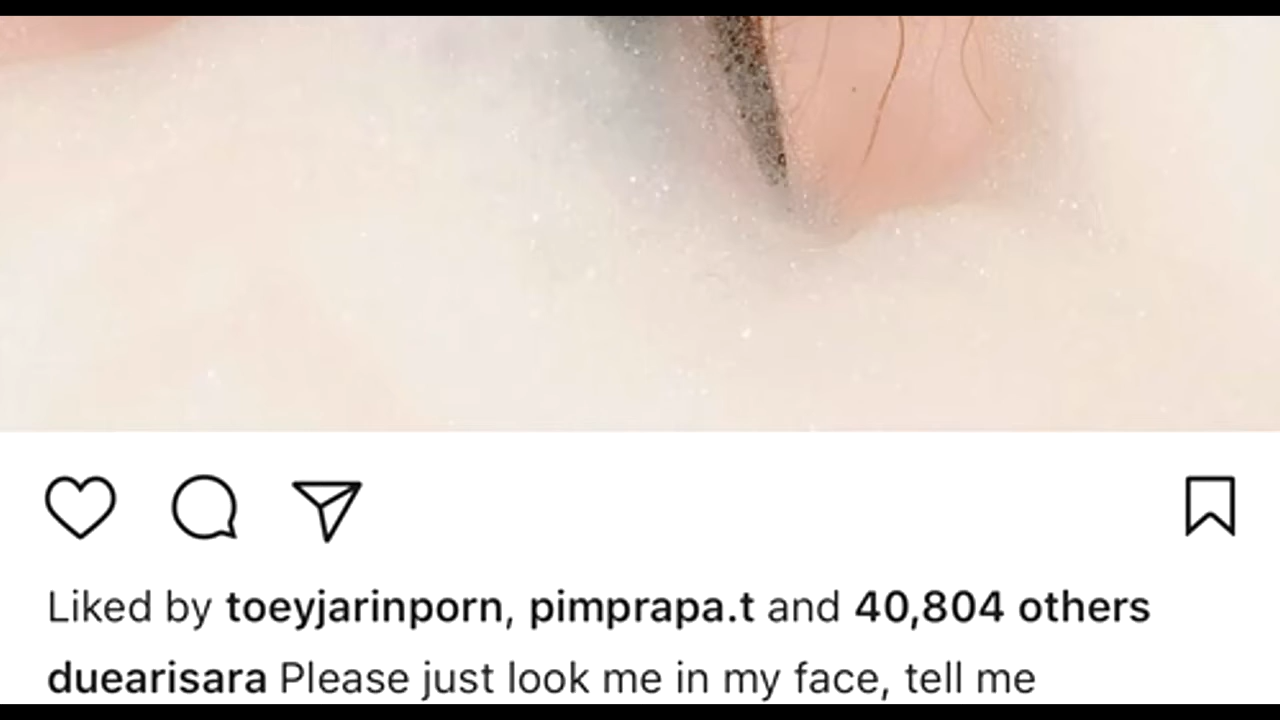 Liked by toeyjarinporn, pimprapa.t and 40,804 others
duearisara Please just look me in my face, tell me